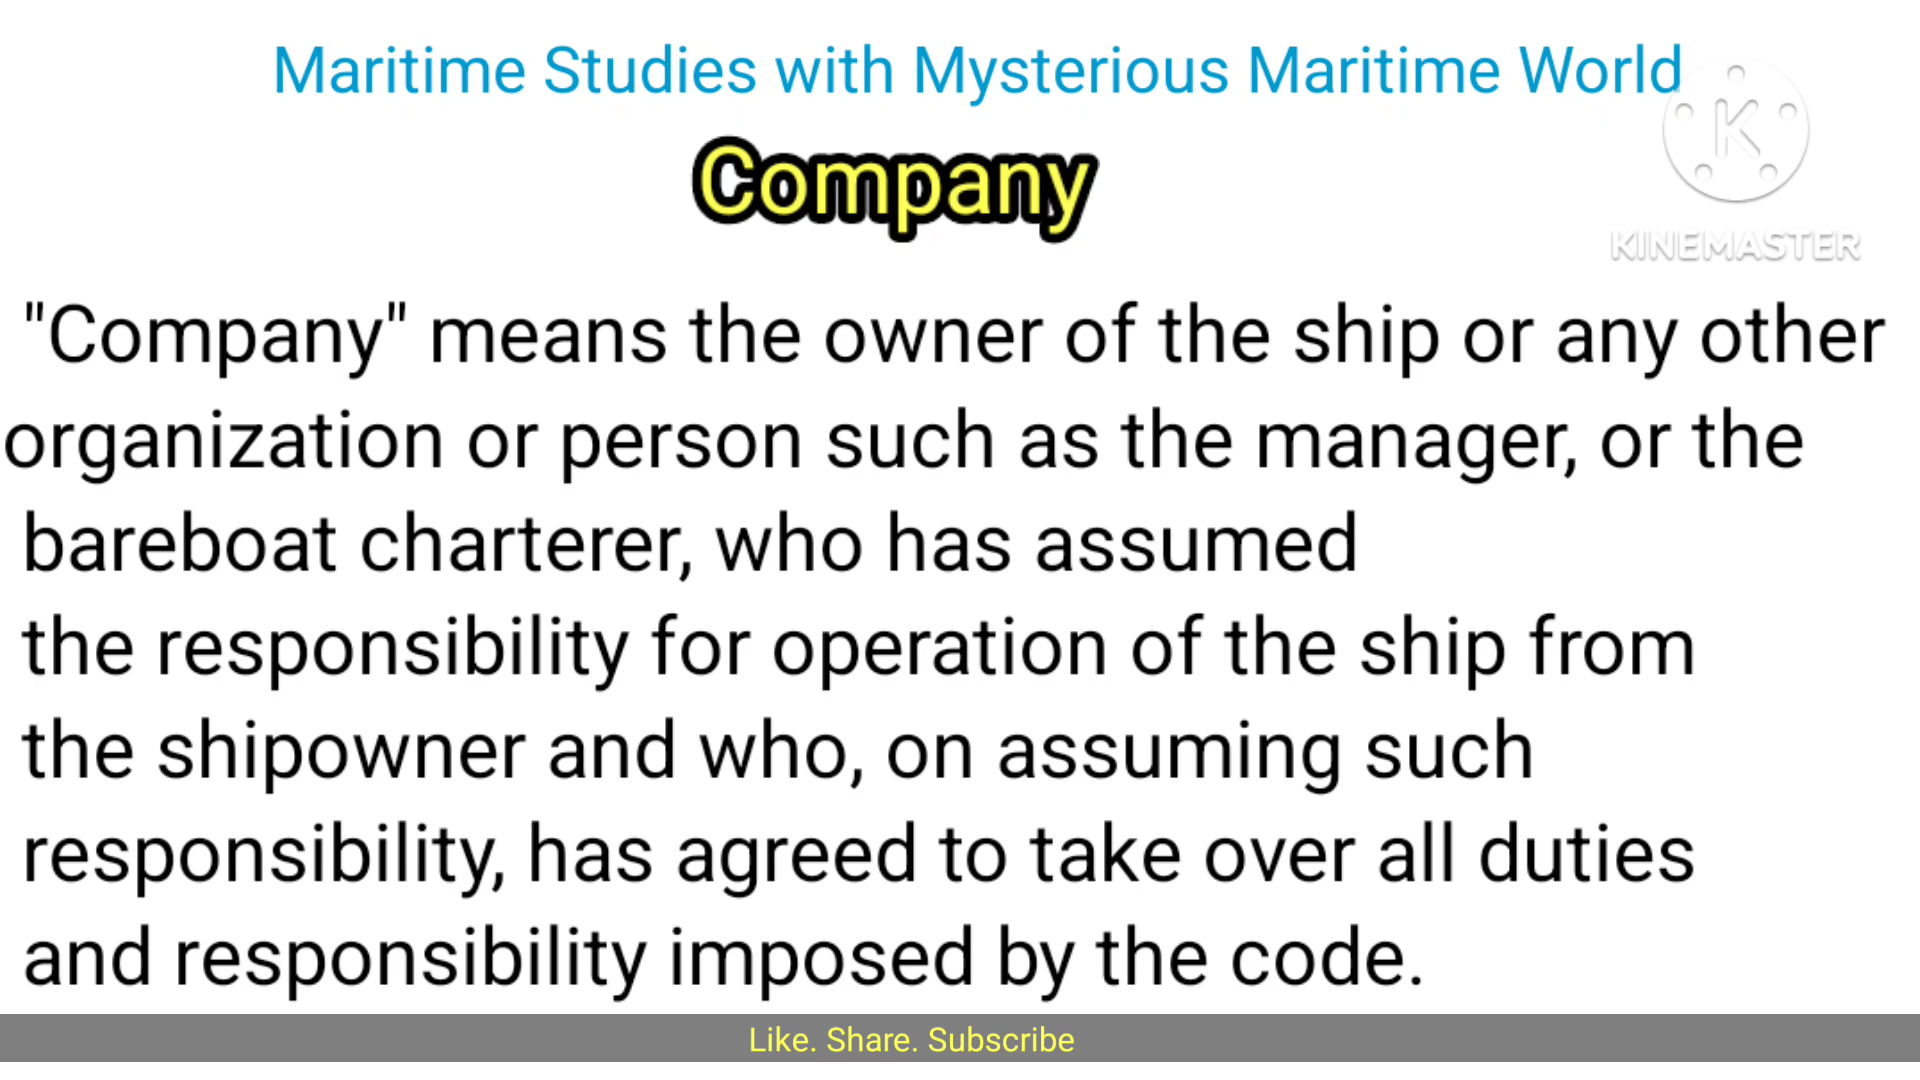 Maritime Studies with Mysterious Maritime World
K
KINEMASTER
Company
"Company" means the owner of the ship or any other
organization or person such as the manager, or the
bareboat charterer, who has assumed
the responsibility for operation of the ship from
the shipowner and who, on assuming such
responsibility, has agreed to take over all duties
and responsibility imposed by the code.
Like. Share. Subscribe